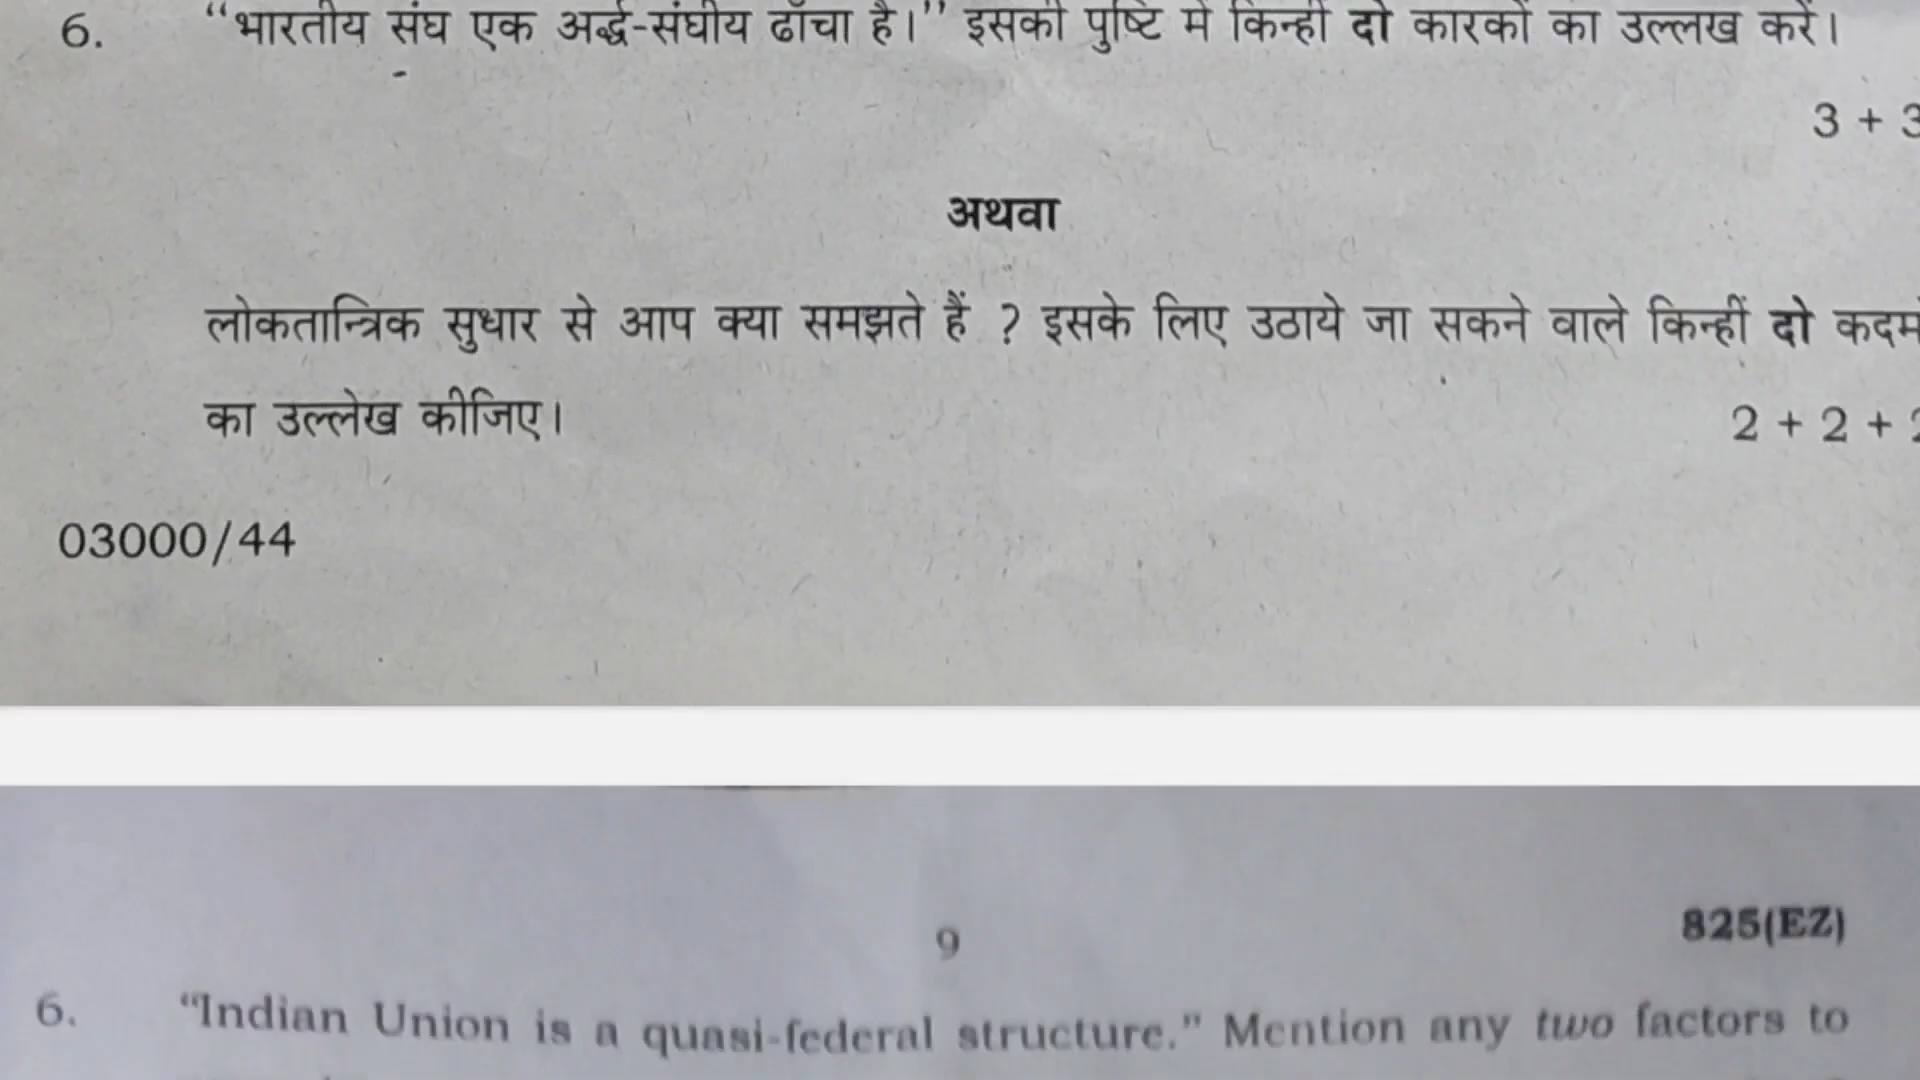 6. “भारतीय संघ एक अर्द्ध-संघीय ढाँचा है।” इसकी पुष्टि में किन्हीं दो कारकों का उल्लेख करें।
3 + 3
अथवा
लोकतान्त्रिक सुधार से आप क्या समझते हैं ? इसके लिए उठाये जा सकने वाले किन्हीं दो
का उल्लेख कीजिए।
2 + 2 +
03000/44
825(EZ)
9
6. “Indian Union is a quasi-federal structure.” Mention any two factors to